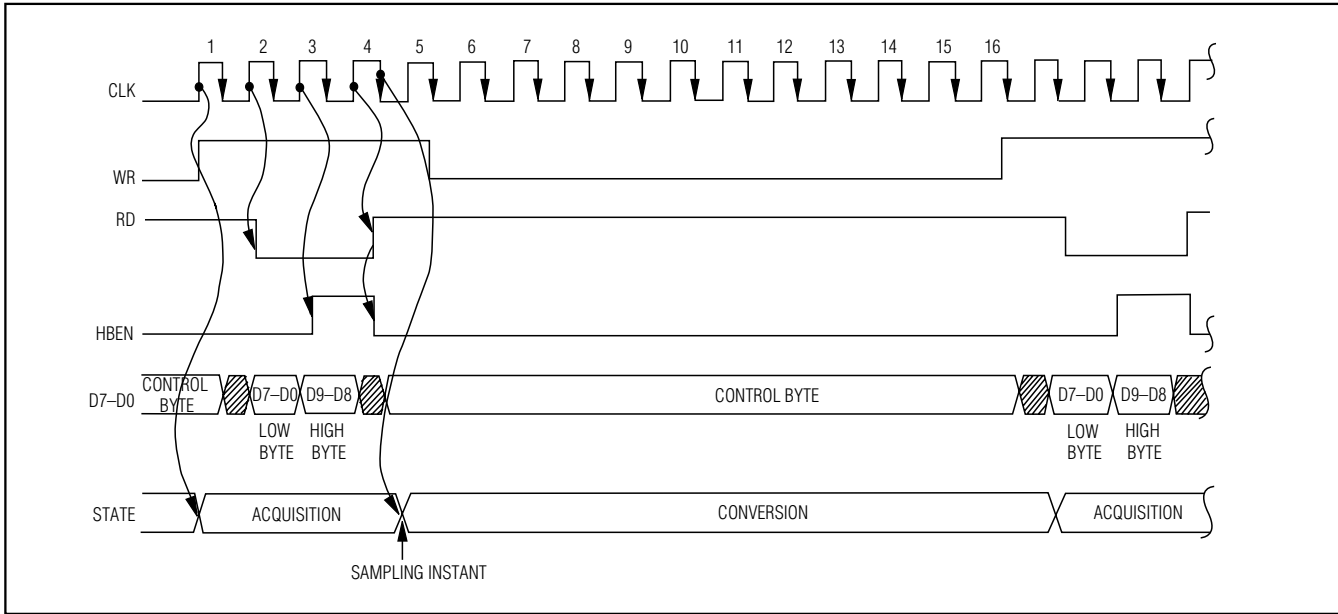 1 2 3 4 5 6 7 8 9 10 11 12 13 14 15 16
CLK
WR
RD
HBEN
D7–D0
CONTROL
BYTE
D7–D0
D9–D8
CONTROL BYTE
D7–D0
D9–D8
LOW
BYTE
HIGH
BYTE
LOW
BYTE
HIGH
BYTE
STATE
ACQUISITION
CONVERSION
ACQUISITION
SAMPLING INSTANT